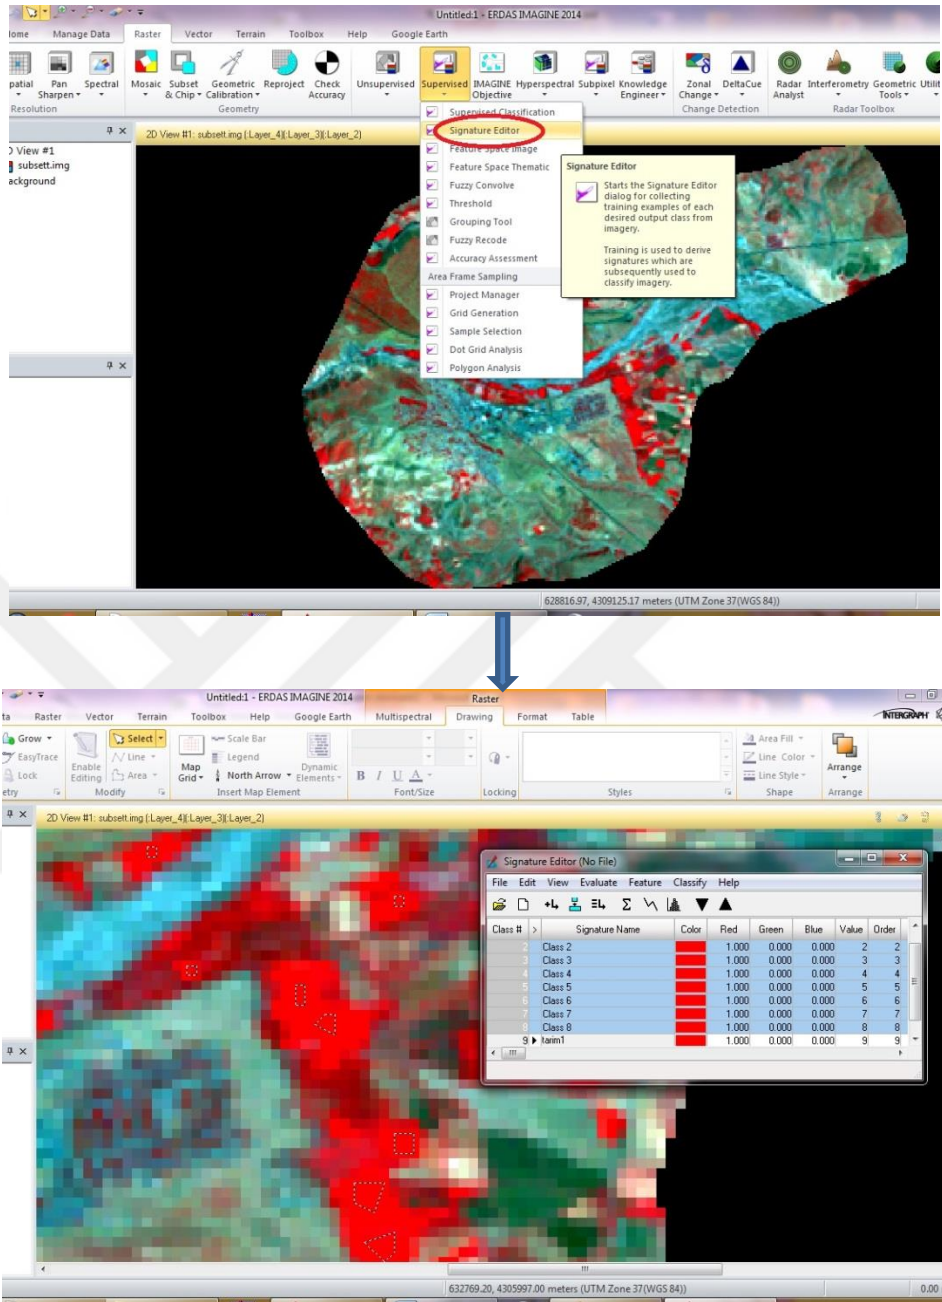 Untitled:1 - ERDAS IMAGINE 2014
Home Manage Data Raster Vector Terrain Toolbox Help Google Earth
Pan Sharpen Spectral Mosaic Subset & Chip Geometric Calibration Reproject Check Accuracy Unsupervised Supervised IMAGINE Objective Hyperspectral Subpixel Knowledge Engineer Zonal Change DeltaCue Radar Analyst Interferometry Geometric Tools
Resolution Geometry Change Detection Radar Toolbox
2D View #1: subsett.img (:Layer_4)(:Layer_3)(:Layer_2)
View #1
subsett.img
ackground
Supervised Classification
Signature Editor
Feature Space Image
Feature Space Thematic
Fuzzy Convolve
Threshold
Grouping Tool
Fuzzy Recode
Accuracy Assessment
Area Frame Sampling
Project Manager
Grid Generation
Sample Selection
Dot Grid Analysis
Polygon Analysis
Signature Editor
Starts the Signature Editor
dialog for collecting
training examples of each
desired output class from
imagery.
Training is used to derive
signatures which are
subsequently used to
classify imagery.
628816.97, 4309125.17 meters (UTM Zone 37(WGS 84))
Untitled:1 - ERDAS IMAGINE 2014 Raster
ta Raster Vector Terrain Toolbox Help Google Earth Multispectral Drawing Format Table INTERGRAPH
Grow Select Scale Bar Area Fill
EasyTrace Enable Editing Line Map Grid Legend Dynamic Elements Line Color Arrange
Lock Area North Arrow B I U A Line Style
etry Modify Insert Map Element Font/Size Locking Styles Shape Arrange
2D View #1: subsett.img (:Layer_4)(:Layer_3)(:Layer_2)
Signature Editor (No File)
File Edit View Evaluate Feature Classify Help
Class # > Signature Name Color Red Green Blue Value Order
2 Class 2 1.000 0.000 0.000 2 2
3 Class 3 1.000 0.000 0.000 3 3
4 Class 4 1.000 0.000 0.000 4 4
5 Class 5 1.000 0.000 0.000 5 5
6 Class 6 1.000 0.000 0.000 6 6
7 Class 7 1.000 0.000 0.000 7 7
8 Class 8 1.000 0.000 0.000 8 8
9 tarim1 1.000 0.000 0.000 9 9
632769.20, 4305997.00 meters (UTM Zone 37(WGS 84)) 0.00